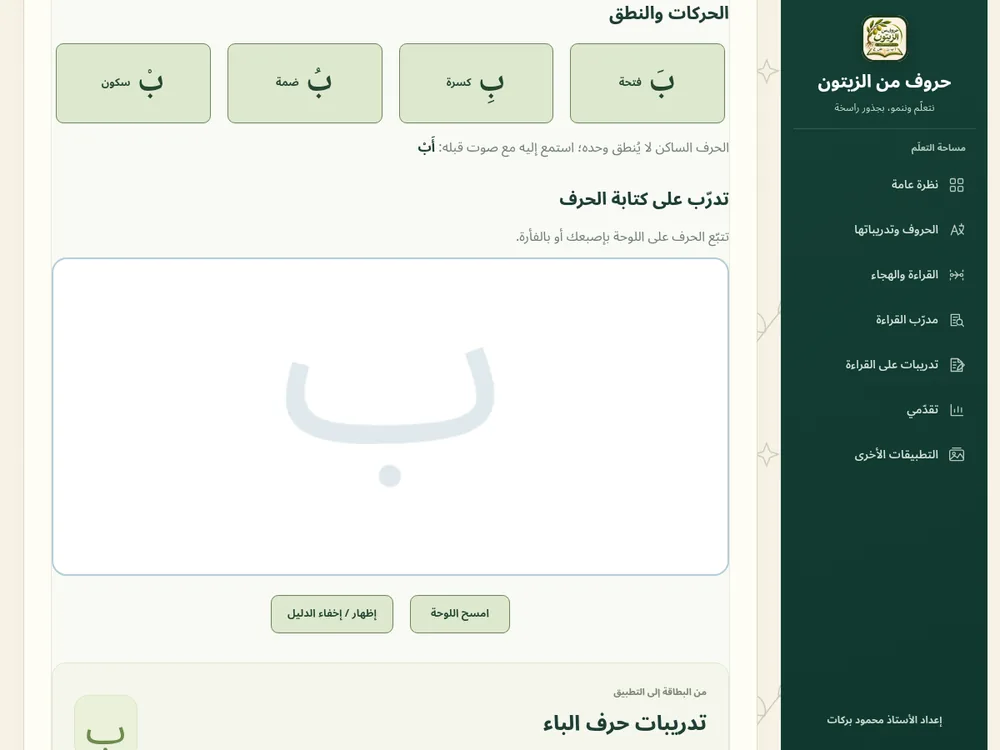 حروف من الزيتون
نتعلّم وننمو، بجذور راسخة
مساحة التعلّم
نظرة عامة
الحروف وتدريباتها
القراءة والهجاء
مدرّب القراءة
تدريبات على القراءة
تقدّمي
التطبيقات الأخرى
إعداد الأستاذ محمود بركات
الحركات والنطق
بَ فتحة
بِ كسرة
بُ ضمة
بْ سكون
الحرف الساكن لا يُنطق وحده؛ استمع إليه مع صوت قبله: أَبْ
تدرّب على كتابة الحرف
تتبّع الحرف على اللوحة بإصبعك أو بالفأرة.
ب
امسح اللوحة
إظهار / إخفاء الدليل
من البطاقة إلى التطبيق
تدريبات حرف الباء
ب